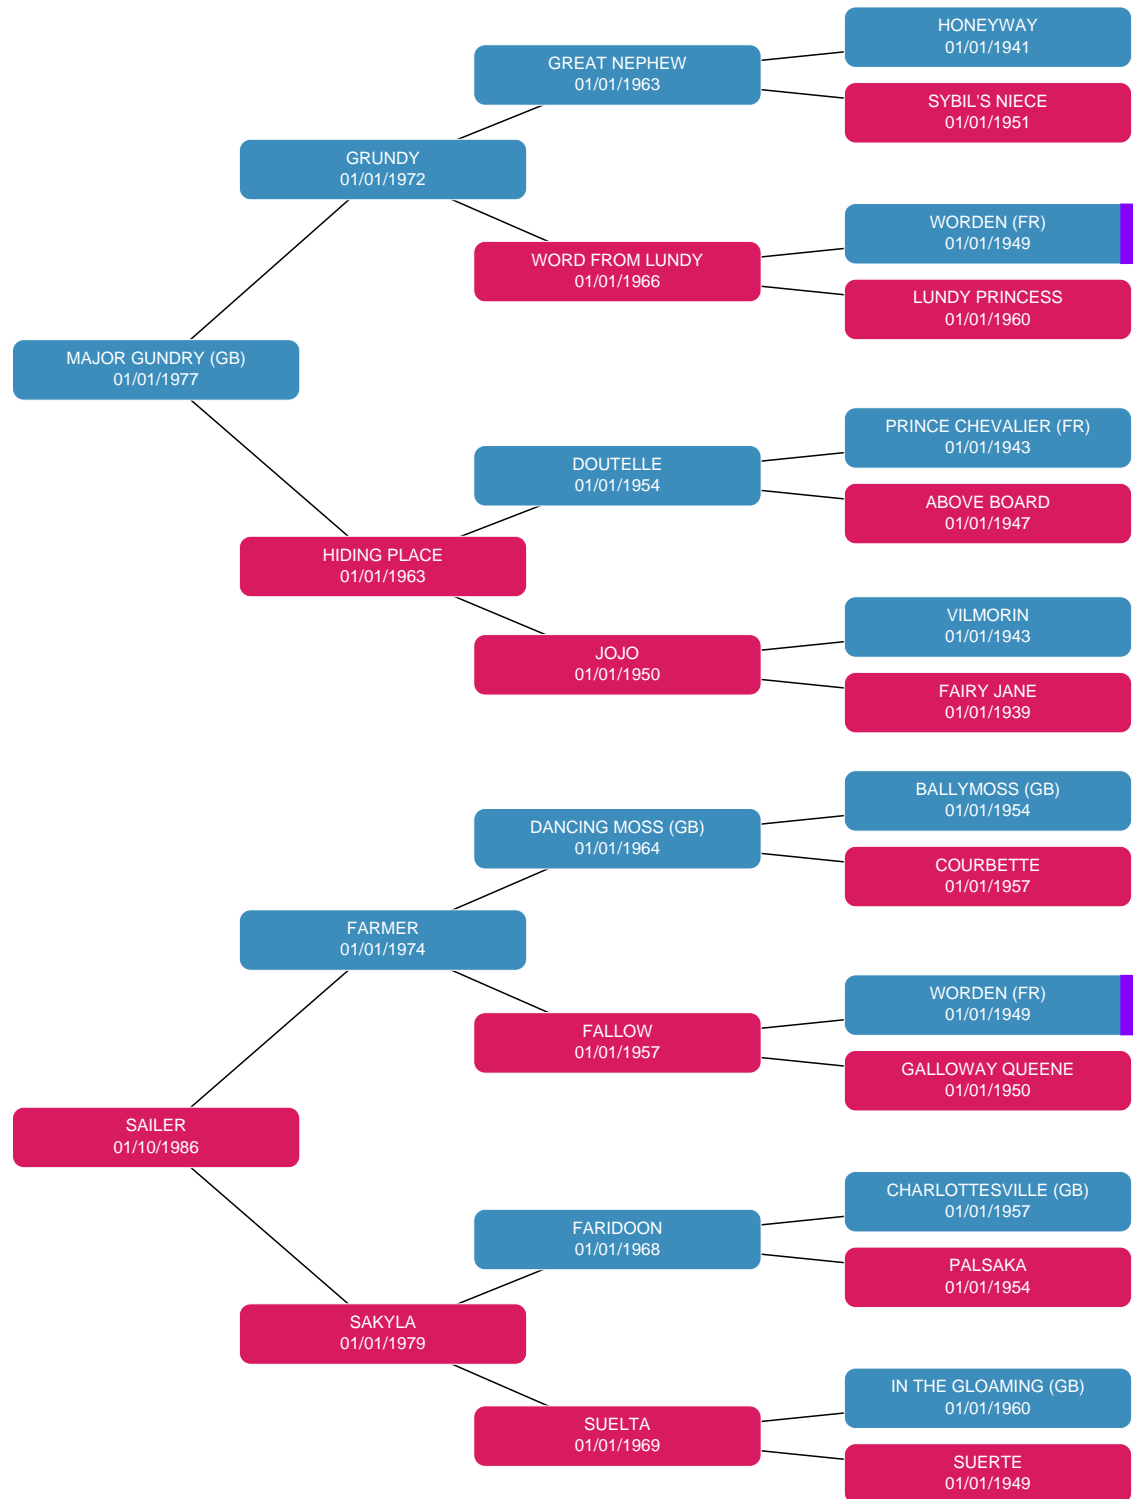 HONEYWAY
01/01/1941
GREAT NEPHEW
01/01/1963
SYBIL'S NIECE
01/01/1951
GRUNDY
01/01/1972
WORDEN (FR)
01/01/1949
WORD FROM LUNDY
01/01/1966
LUNDY PRINCESS
01/01/1960
MAJOR GUNDRY (GB)
01/01/1977
PRINCE CHEVALIER (FR)
01/01/1943
DOUTELLE
01/01/1954
ABOVE BOARD
01/01/1947
HIDING PLACE
01/01/1963
VILMORIN
01/01/1943
JOJO
01/01/1950
FAIRY JANE
01/01/1939
BALLYMOSS (GB)
01/01/1954
DANCING MOSS (GB)
01/01/1964
COURBETTE
01/01/1957
FARMER
01/01/1974
WORDEN (FR)
01/01/1949
FALLOW
01/01/1957
GALLOWAY QUEENE
01/01/1950
SAILER
01/10/1986
CHARLOTTESVILLE (GB)
01/01/1957
FARIDOON
01/01/1968
PALSAKA
01/01/1954
SAKYLA
01/01/1979
IN THE GLOAMING (GB)
01/01/1960
SUELTA
01/01/1969
SUERTE
01/01/1949